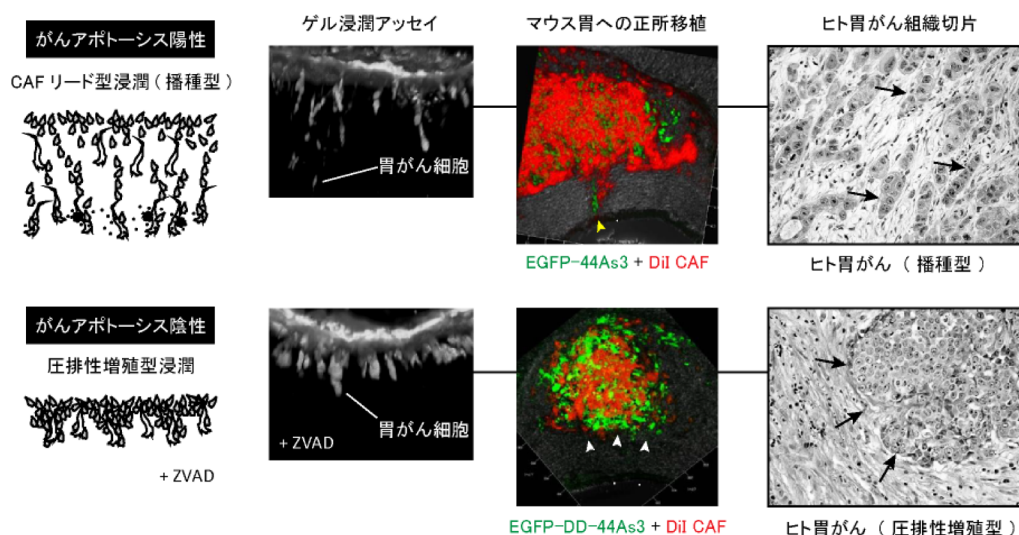 ゲル浸潤アッセイ
マウス胃への正所移植
ヒト胃がん組織切片
がんアポトーシス陽性
CAF リード型浸潤 ( 播種型 )
胃がん細胞
EGFP-44As3 + DiI CAF
ヒト胃がん ( 播種型 )
がんアポトーシス陰性
圧排性増殖型浸潤
+ ZVAD
胃がん細胞
+ ZVAD
EGFP-DD-44As3 + DiI CAF
ヒト胃がん ( 圧排性増殖型 )